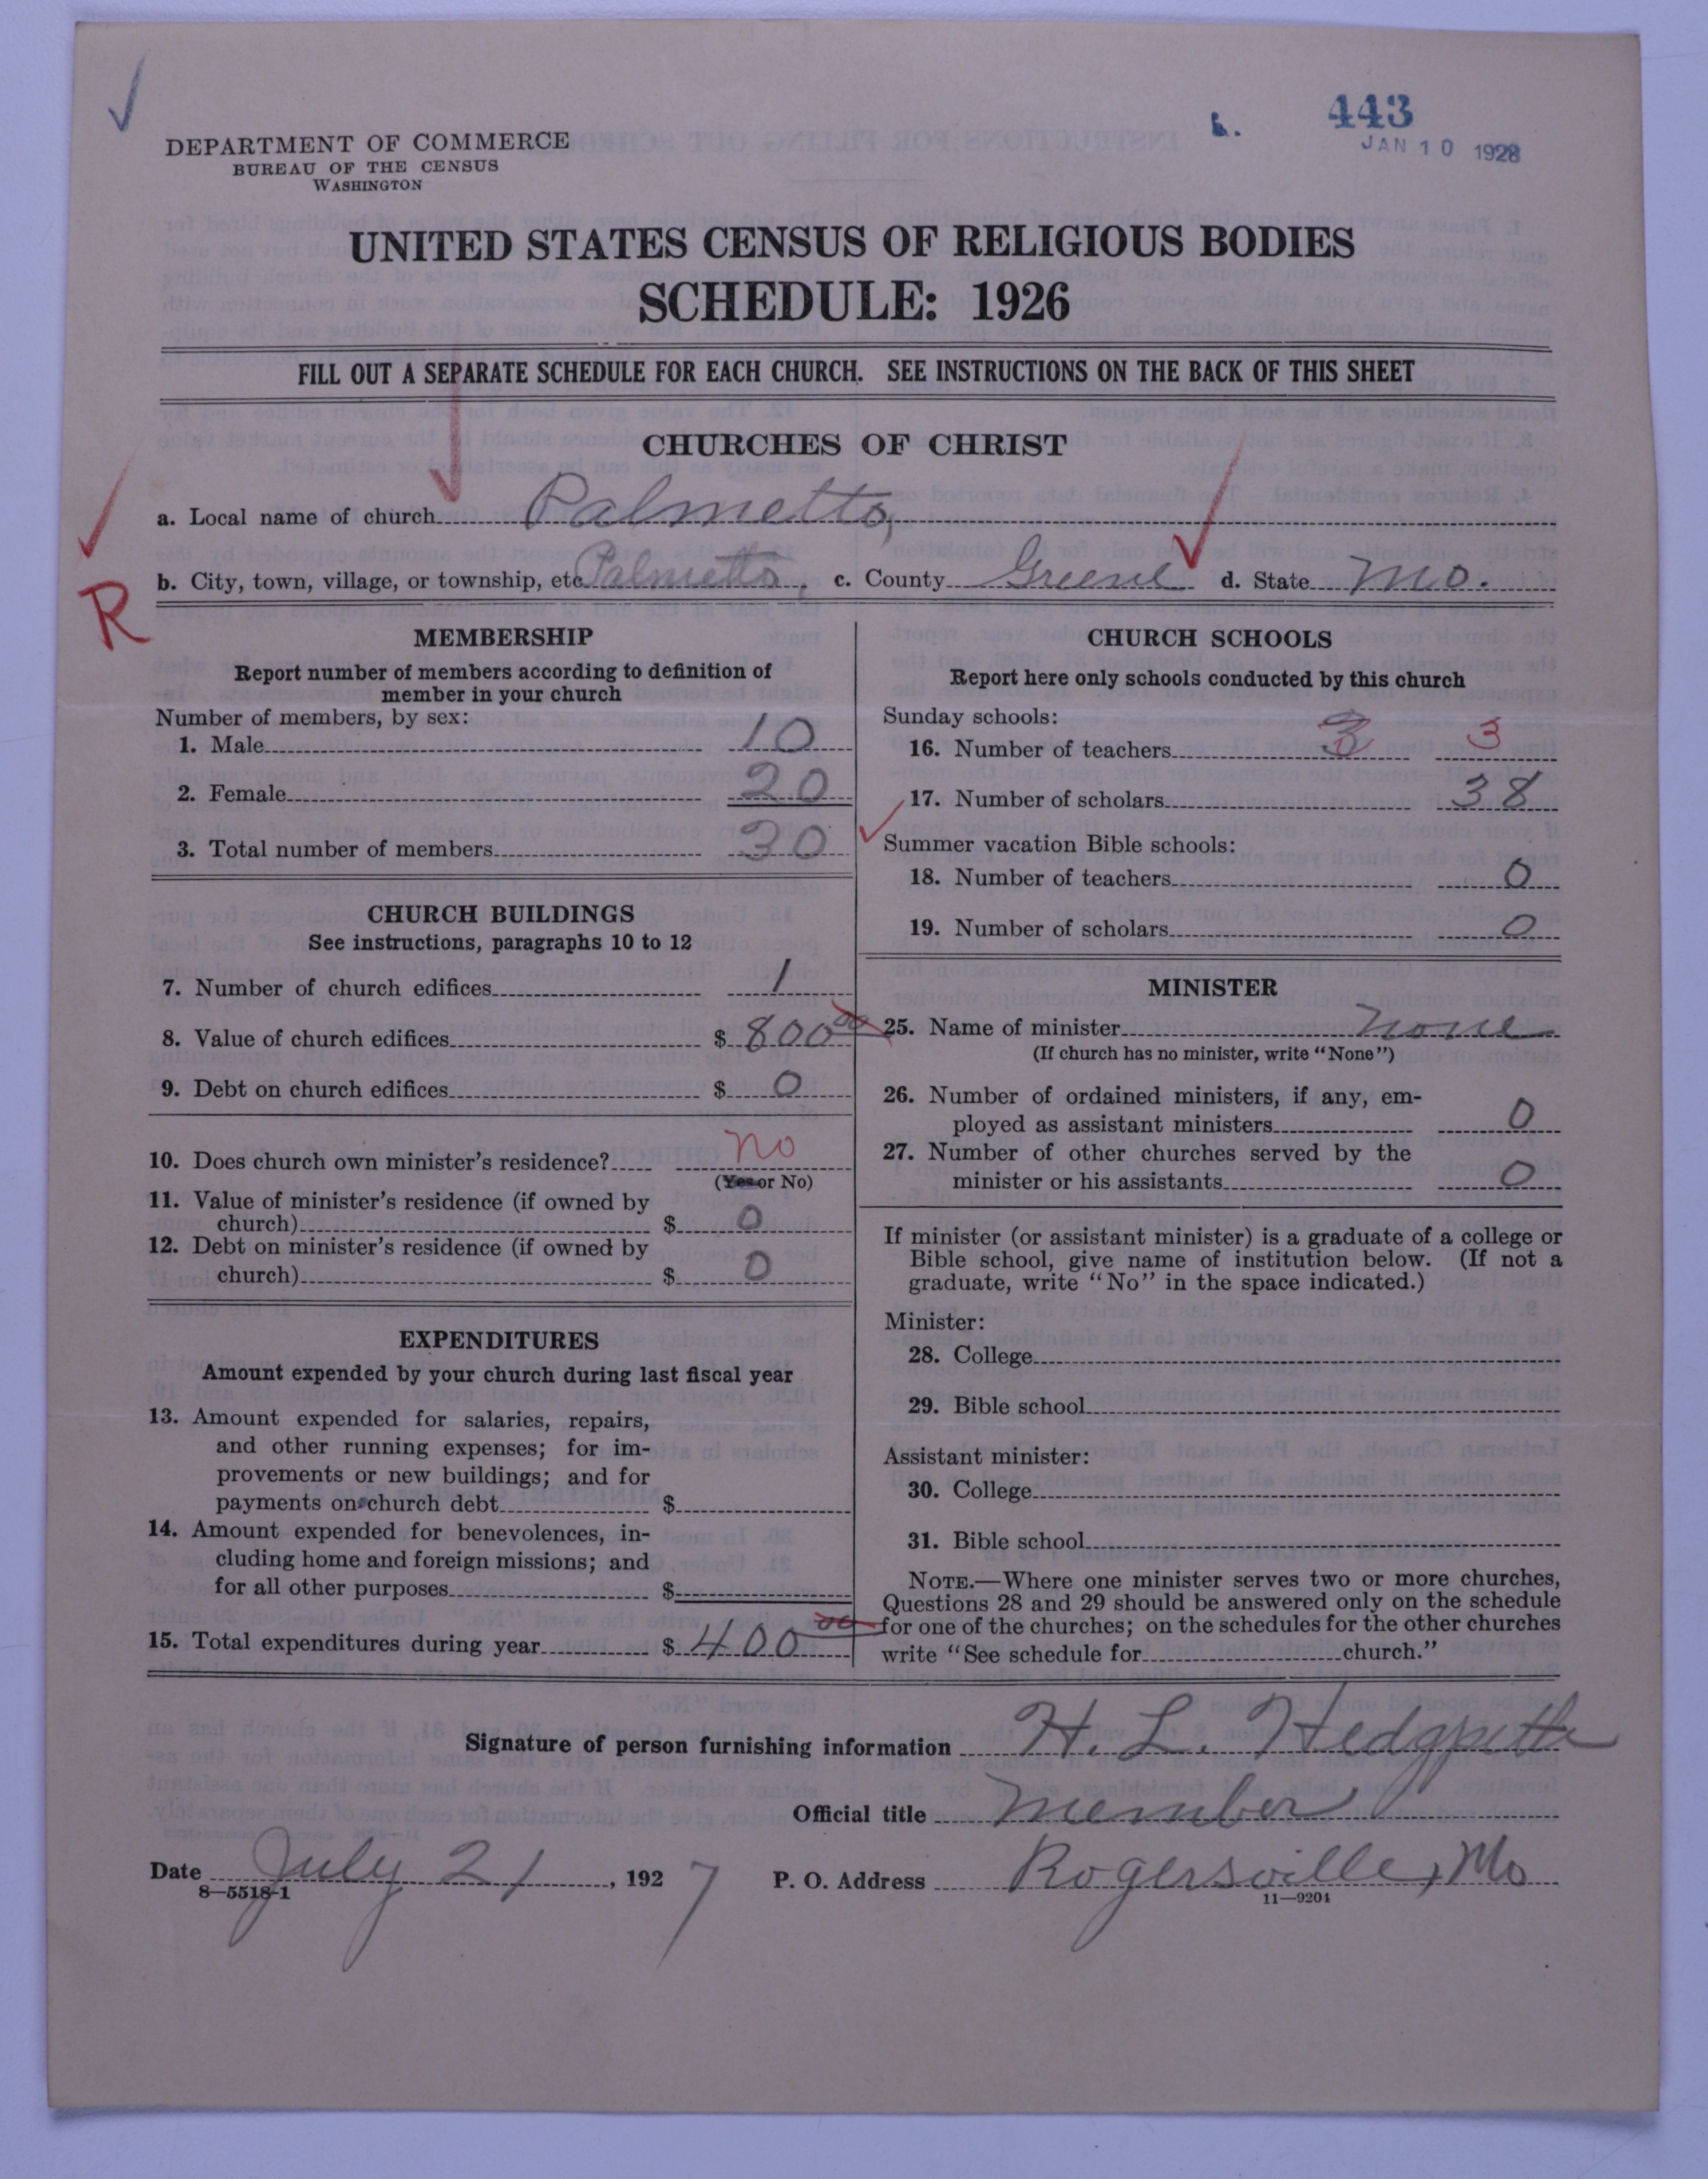 443
JAN 10 1928
DEPARTMENT OF COMMERCE
BUREAU OF THE CENSUS
WASHINGTON
UNITED STATES CENSUS OF RELIGIOUS BODIES
SCHEDULE: 1926
FILL OUT A SEPARATE SCHEDULE FOR EACH CHURCH. SEE INSTRUCTIONS ON THE BACK OF THIS SHEET
CHURCHES OF CHRIST
a. Local name of church Palmetto,
b. City, town, village, or township, etc. Palmetto, c. County Greene d. State Mo.
R
MEMBERSHIP
Report number of members according to definition of
member in your church
Number of members, by sex:
1. Male 10
2. Female 20
3. Total number of members 30
CHURCH BUILDINGS
See instructions, paragraphs 10 to 12
7. Number of church edifices 1
8. Value of church edifices $ 800 00
9. Debt on church edifices $ 0
10. Does church own minister's residence? No
(Yes or No)
11. Value of minister's residence (if owned by
church) $ 0
12. Debt on minister's residence (if owned by
church) $ 0
EXPENDITURES
Amount expended by your church during last fiscal year
13. Amount expended for salaries, repairs,
and other running expenses; for im-
provements or new buildings; and for
payments on church debt $
14. Amount expended for benevolences, in-
cluding home and foreign missions; and
for all other purposes $
15. Total expenditures during year $ 400 00
CHURCH SCHOOLS
Report here only schools conducted by this church
Sunday schools:
16. Number of teachers 3 3
17. Number of scholars 38
Summer vacation Bible schools:
18. Number of teachers 0
19. Number of scholars 0
MINISTER
25. Name of minister none
(If church has no minister, write "None")
26. Number of ordained ministers, if any, em-
ployed as assistant ministers 0
27. Number of other churches served by the
minister or his assistants 0
If minister (or assistant minister) is a graduate of a college or
Bible school, give name of institution below. (If not a
graduate, write "No" in the space indicated.)
Minister:
28. College
29. Bible school
Assistant minister:
30. College
31. Bible school
NOTE.—Where one minister serves two or more churches,
Questions 28 and 29 should be answered only on the schedule
for one of the churches; on the schedules for the other churches
write "See schedule for church."
Signature of person furnishing information H. L. Hedgpeth
Official title Member
Date July 21, 1927 P. O. Address Rogersville, Mo
8—5518-1
11—9204